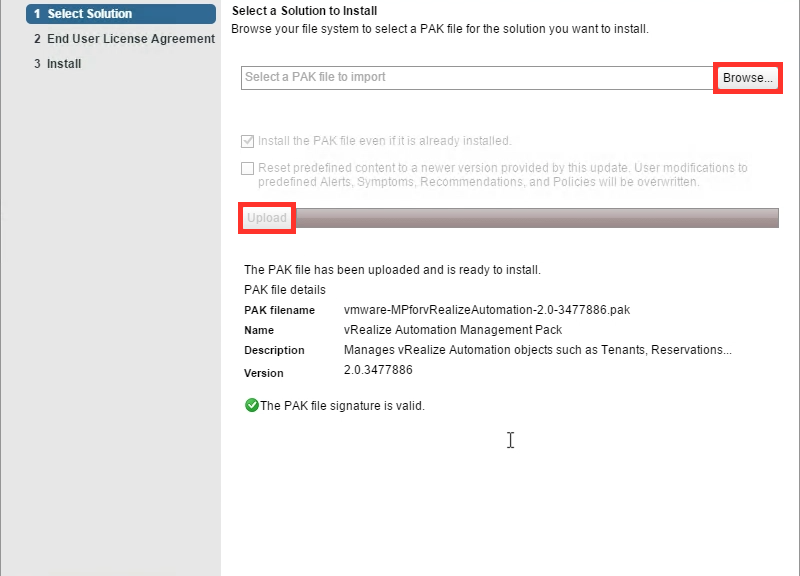 1 Select Solution
2 End User License Agreement
3 Install
Select a Solution to Install
Browse your file system to select a PAK file for the solution you want to install.
Select a PAK file to import
Browse...
Install the PAK file even if it is already installed.
Reset predefined content to a newer version provided by this update. User modifications to
predefined Alerts, Symptoms, Recommendations, and Policies will be overwritten.
Upload
The PAK file has been uploaded and is ready to install.
PAK file details
PAK filename vmware-MPforvRealizeAutomation-2.0-3477886.pak
Name vRealize Automation Management Pack
Description Manages vRealize Automation objects such as Tenants, Reservations...
Version 2.0.3477886
The PAK file signature is valid.